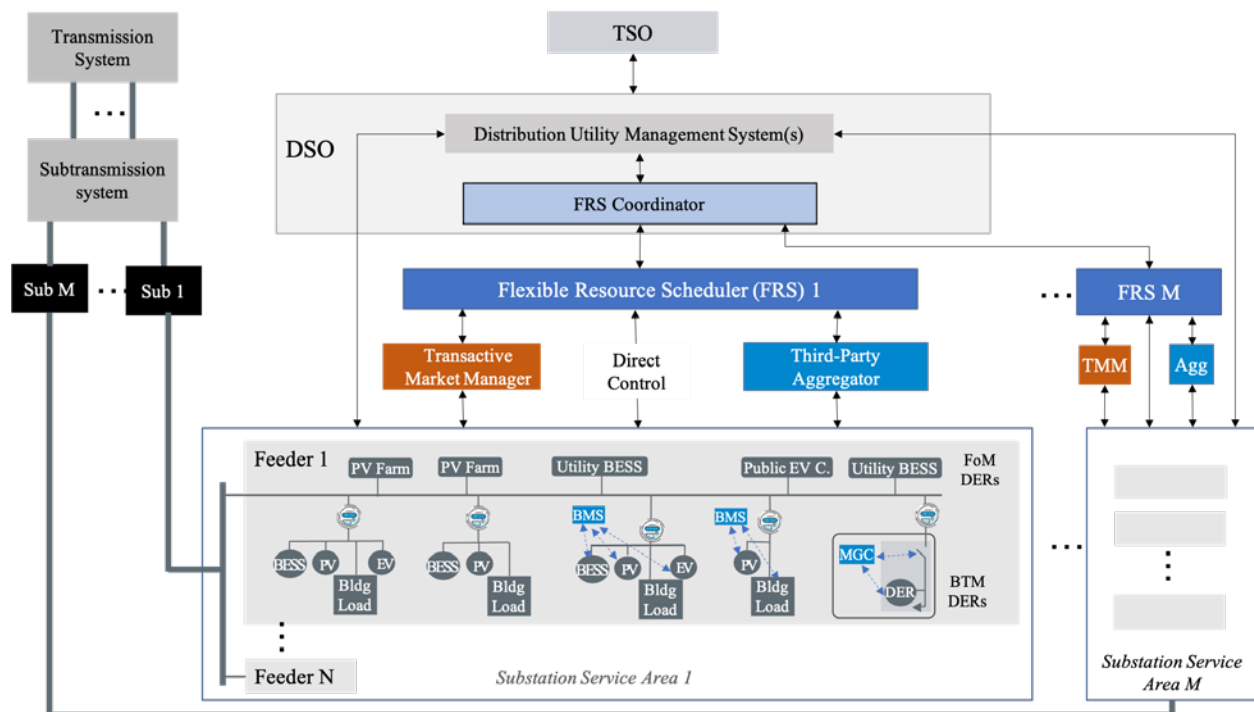 Transmission
System
TSO
Distribution Utility Management System(s)
DSO
Subtransmission
system
FRS Coordinator
Sub M
Sub 1
Flexible Resource Scheduler (FRS) 1
FRS M
Transactive
Market Manager
Direct
Control
Third-Party
Aggregator
TMM
Agg
Feeder 1
PV Farm
PV Farm
Utility BESS
Public EV C.
Utility BESS
FoM
DERs
BMS
BMS
BESS
PV
EV
Bldg
Load
BESS
PV
Bldg
Load
BESS
PV
EV
Bldg
Load
PV
Bldg
Load
MGC
DER
BTM
DERs
Feeder N
Substation Service Area 1
Substation Service
Area M